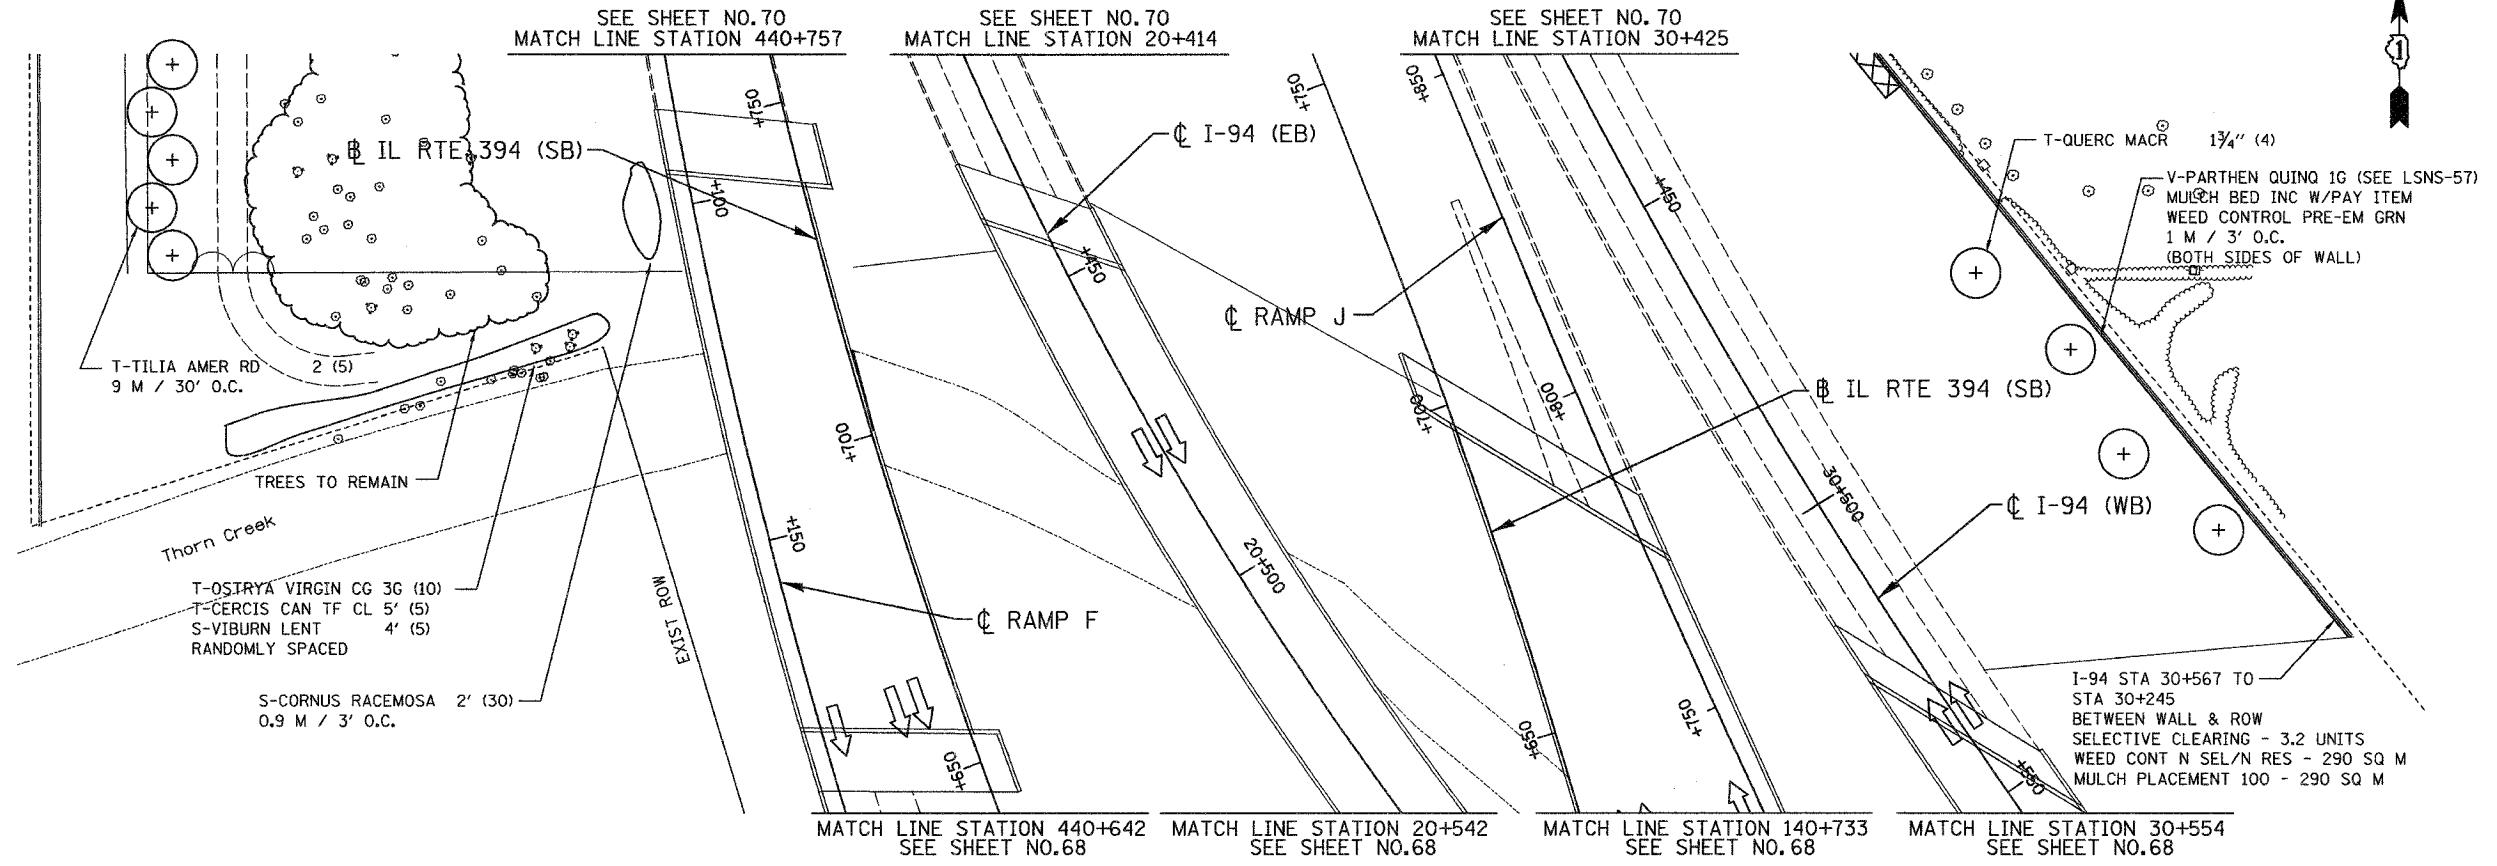 SEE SHEET NO.70
MATCH LINE STATION 440+757
SEE SHEET NO.70
MATCH LINE STATION 20+414
SEE SHEET NO.70
MATCH LINE STATION 30+425
1
+750
+750
+850
℄ I-94 (EB)
T-QUERC MACR 1¾" (4)
B̲L̲ IL RTE 394 (SB)
V-PARTHEN QUINQ 1G (SEE LSNS-57)
MULCH BED INC W/PAY ITEM
WEED CONTROL PRE-EM GRN
1 M / 3' O.C.
(BOTH SIDES OF WALL)
+100
+450
+450
℄ RAMP J
T-TILIA AMER RD 2 (5)
9 M / 30' O.C.
+700
+700
+800
BL IL RTE 394 (SB)
TREES TO REMAIN
Thorn Creek
+150
20+500
30+500
℄ I-94 (WB)
T-OSTRYA VIRGIN CG 3G (10)
T-CERCIS CAN TF CL 5' (5)
S-VIBURN LENT 4' (5)
RANDOMLY SPACED
EXIST ROW
℄ RAMP F
S-CORNUS RACEMOSA 2' (30)
0.9 M / 3' O.C.
+650
+650
+750
+550
I-94 STA 30+567 TO
STA 30+245
BETWEEN WALL & ROW
SELECTIVE CLEARING - 3.2 UNITS
WEED CONT N SEL/N RES - 290 SQ M
MULCH PLACEMENT 100 - 290 SQ M
MATCH LINE STATION 440+642
SEE SHEET NO.68
MATCH LINE STATION 20+542
SEE SHEET NO.68
MATCH LINE STATION 140+733
SEE SHEET NO.68
MATCH LINE STATION 30+554
SEE SHEET NO.68